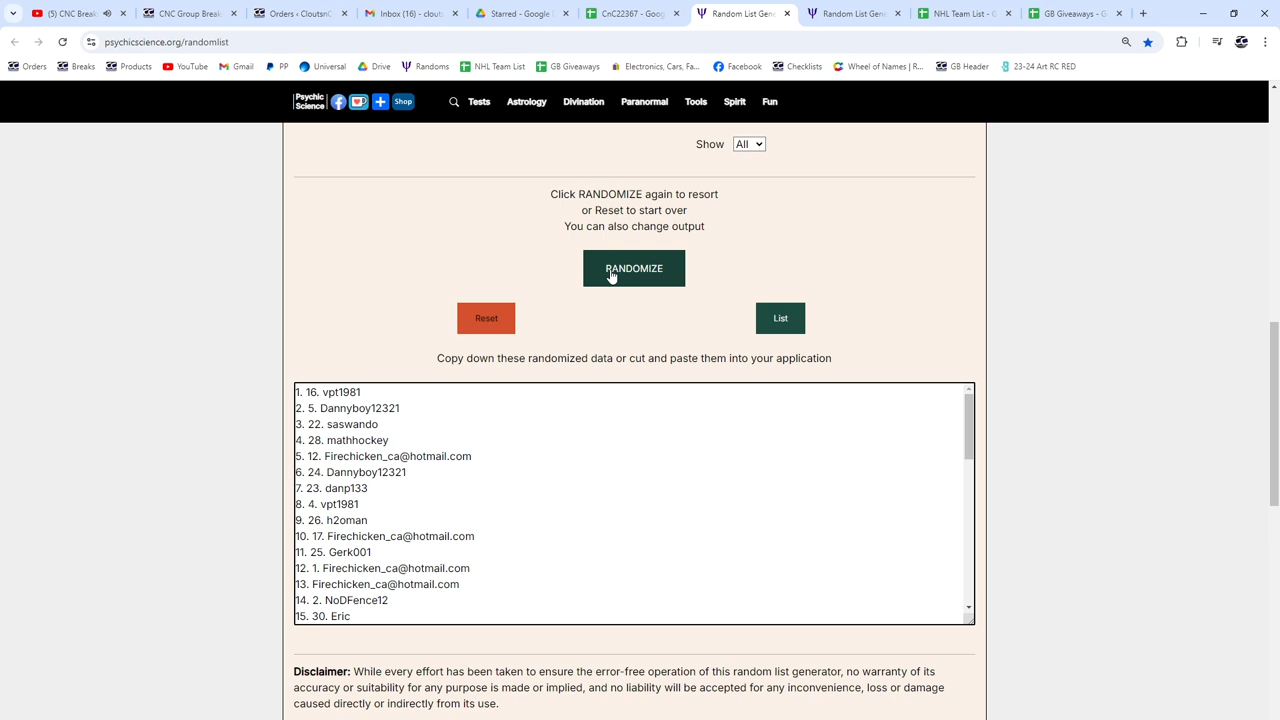 (5) CNC Break
CNC Group Break
Orders < CloutsnC
Inbox (16) - clouts
Starred - Google D
CnC22367 - Goog
Random List Gene
Random List Gene
NHL Team List - G
GB Giveaways - G
psychicscience.org/randomlist
Orders
Breaks
Products
YouTube
Gmail
PP
Universal
Drive
Randoms
NHL Team List
GB Giveaways
Electronics, Cars, Fa...
Facebook
Checklists
Wheel of Names | R...
GB Header
23-24 Art RC RED
Psychic
Science
Shop
Tests
Astrology
Divination
Paranormal
Tools
Spirit
Fun
Show All
Click RANDOMIZE again to resort
or Reset to start over
You can also change output
RANDOMIZE
Reset
List
Copy down these randomized data or cut and paste them into your application
1. 16. vpt1981
2. 5. Dannyboy12321
3. 22. saswando
4. 28. mathhockey
5. 12. Firechicken_ca@hotmail.com
6. 24. Dannyboy12321
7. 23. danp133
8. 4. vpt1981
9. 26. h2oman
10. 17. Firechicken_ca@hotmail.com
11. 25. Gerk001
12. 1. Firechicken_ca@hotmail.com
13. Firechicken_ca@hotmail.com
14. 2. NoDFence12
15. 30. Eric
Disclaimer: While every effort has been taken to ensure the error-free operation of this random list generator, no warranty of its
accuracy or suitability for any purpose is made or implied, and no liability will be accepted for any inconvenience, loss or damage
caused directly or indirectly from its use.